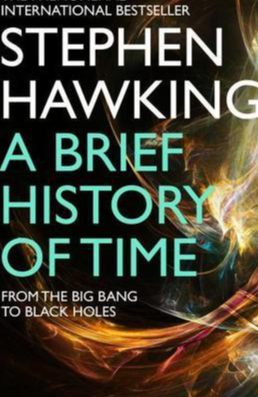 INTERNATIONAL BESTSELLER
STEPHEN
HAWKING
A BRIEF
HISTORY
OF TIME
FROM THE BIG BANG
TO BLACK HOLES